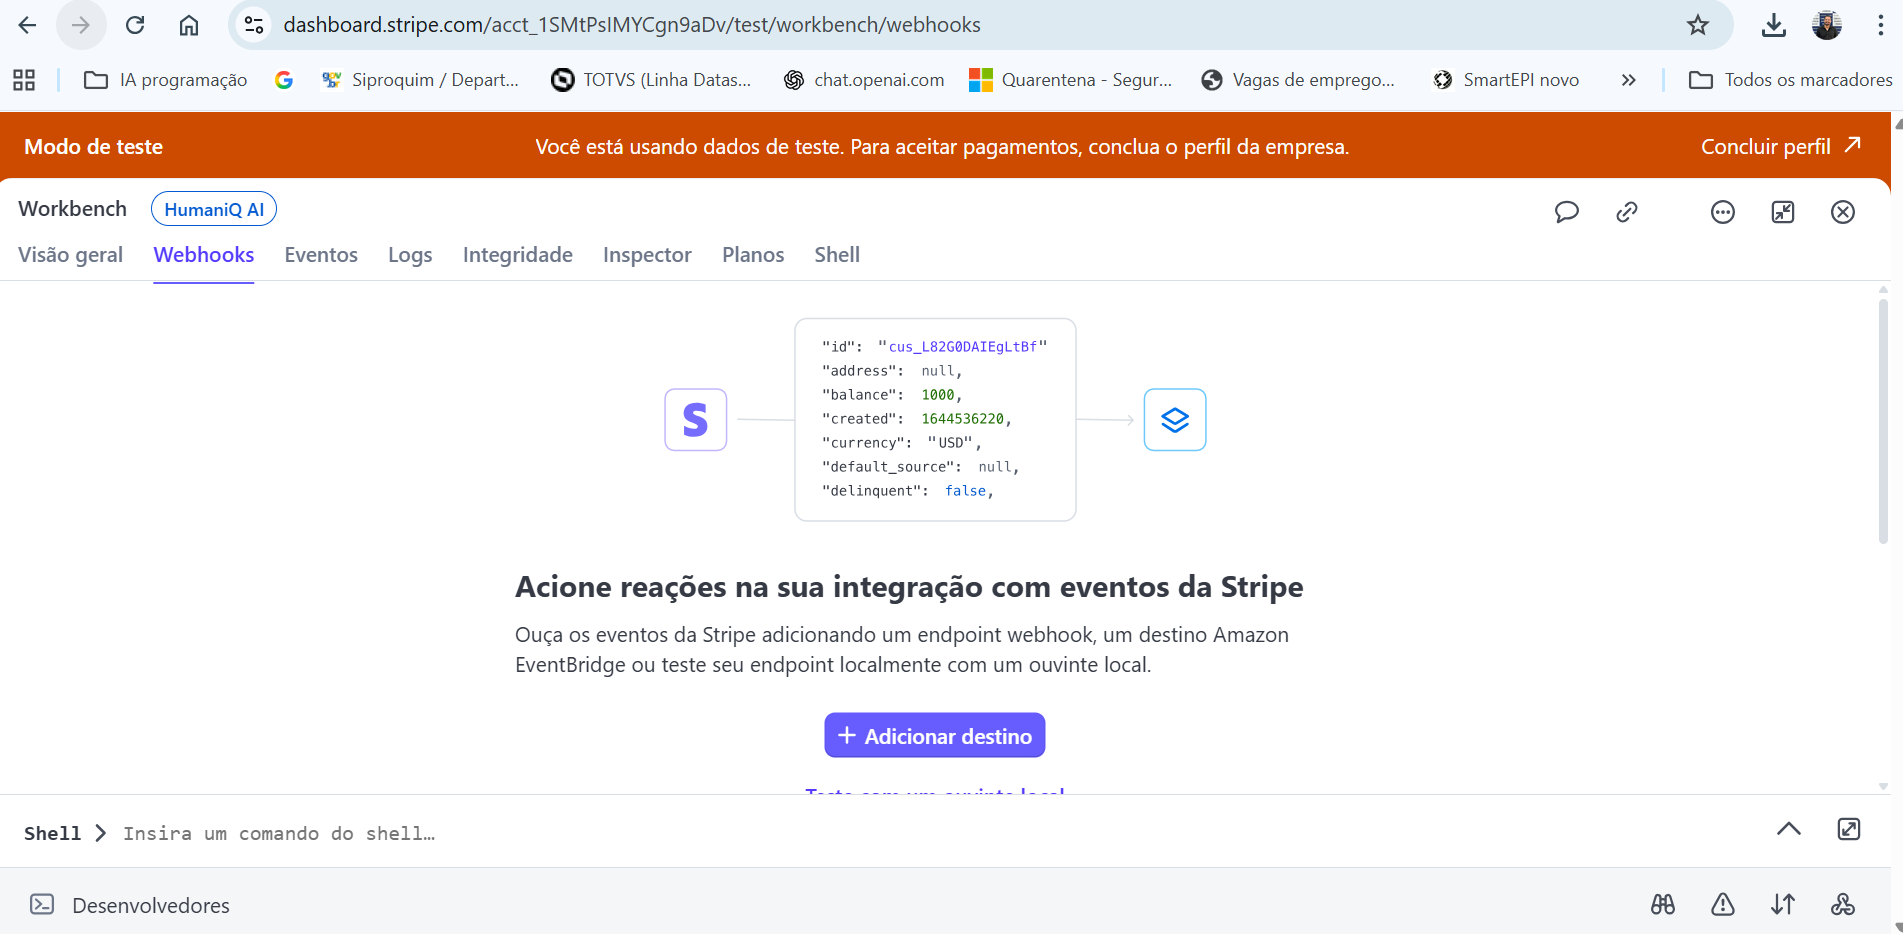 dashboard.stripe.com/acct_1SMtPsIMYCgn9aDv/test/workbench/webhooks
IA programação
Siproquim / Depart...
TOTVS (Linha Datas...
chat.openai.com
Quarentena - Segur...
Vagas de emprego...
SmartEPI novo
Todos os marcadores
Modo de teste
Você está usando dados de teste. Para aceitar pagamentos, conclua o perfil da empresa.
Concluir perfil
Workbench
HumaniQ AI
Visão geral
Webhooks
Eventos
Logs
Integridade
Inspector
Planos
Shell
"id": "cus_L82G0DAIEgLtBf"
"address": null,
"balance": 1000,
"created": 1644536220,
"currency": "USD",
"default_source": null,
"delinquent": false,
Acione reações na sua integração com eventos da Stripe
Ouça os eventos da Stripe adicionando um endpoint webhook, um destino Amazon
EventBridge ou teste seu endpoint localmente com um ouvinte local.
+ Adicionar destino
Teste com um ouvinte local
Shell > Insira um comando do shell...
Desenvolvedores